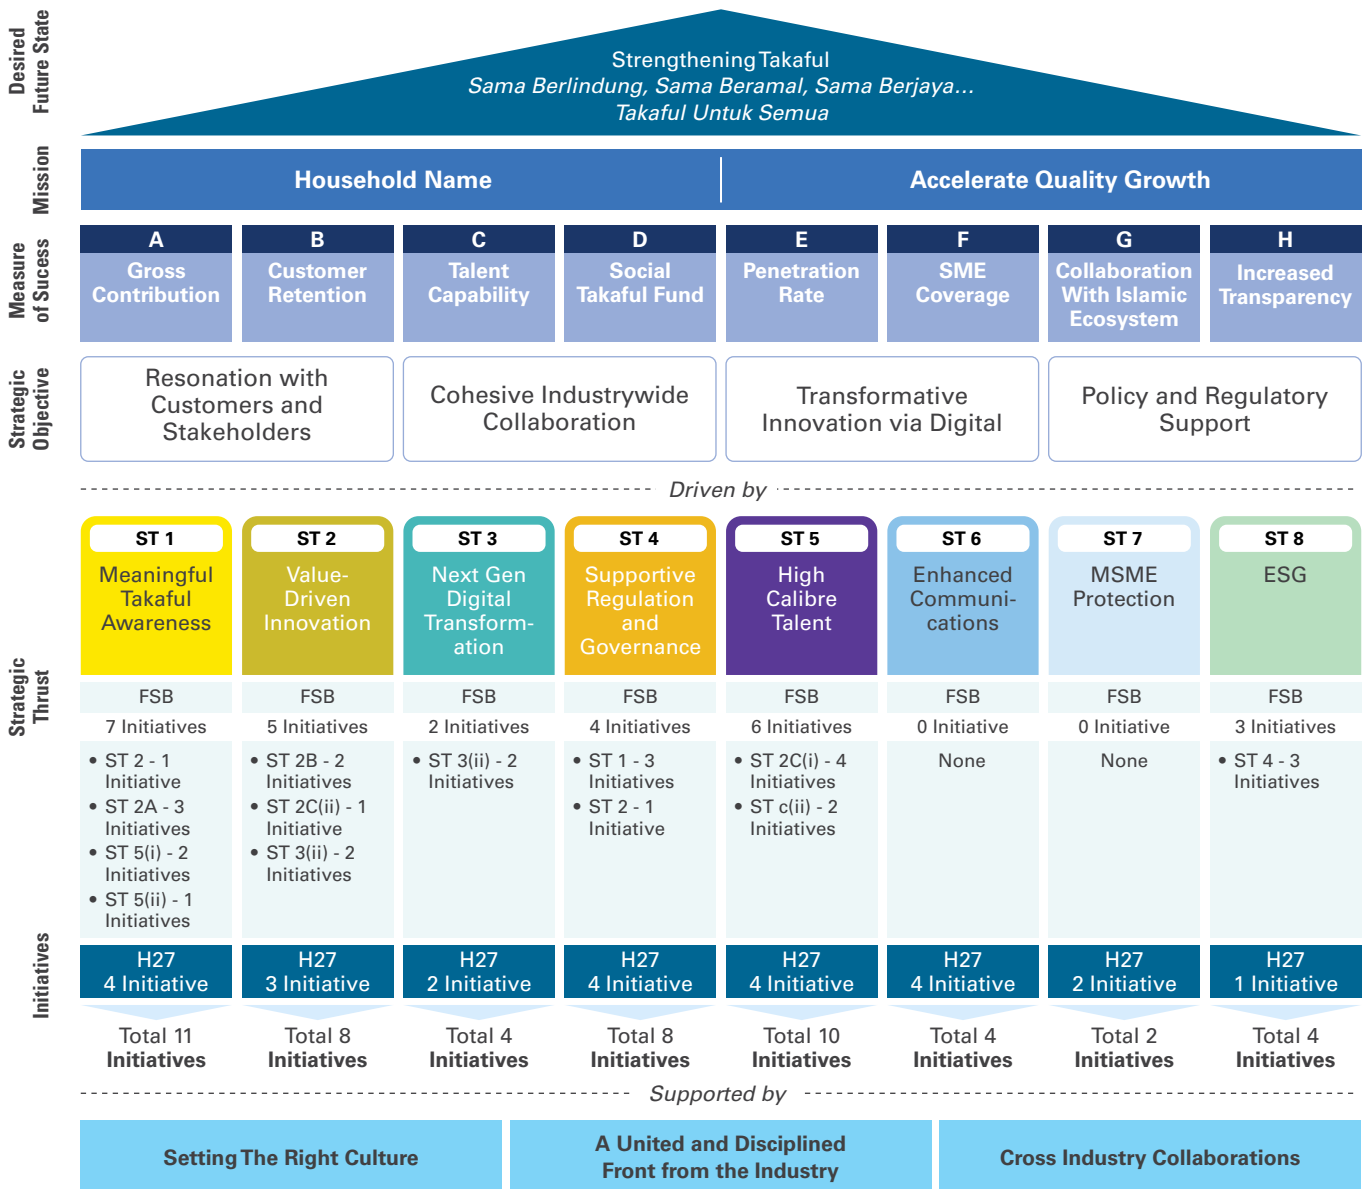 Desired
Future State
Strengthening Takaful
Sama Berlindung, Sama Beramal, Sama Berjaya...
Takaful Untuk Semua
Mission
Household Name
Accelerate Quality Growth
Measure
of Sucess
A
Gross
Contribution
B
Customer
Retention
C
Talent
Capability
D
Social
Takaful Fund
E
Penetration
Rate
F
SME
Coverage
G
Collaboration
With Islamic
Ecosystem
H
Increased
Transparency
Strategic
Objective
Resonation with
Customers and
Stakeholders
Cohesive Industrywide
Collaboration
Transformative
Innovation via Digital
Policy and Regulatory
Support
Driven by
Strategic
Thrust
ST 1
Meaningful
Takaful
Awareness
FSB
7 Initiatives
• ST 2 - 1
Initiative
• ST 2A - 3
Initiatives
• ST 5(i) - 2
Initiatives
• ST 5(ii) - 1
Initiatives
ST 2
Value-
Driven
Innovation
FSB
5 Initiatives
• ST 2B - 2
Initiatives
• ST 2C(ii) - 1
Initiative
• ST 3(ii) - 2
Initiatives
ST 3
Next Gen
Digital
Transform-
ation
FSB
2 Initiatives
• ST 3(ii) - 2
Initiatives
ST 4
Supportive
Regulation
and
Governance
FSB
4 Initiatives
• ST 1 - 3
Initiatives
• ST 2 - 1
Initiative
ST 5
High
Calibre
Talent
FSB
6 Initiatives
• ST 2C(i) - 4
Initiatives
• ST c(ii) - 2
Initiatives
ST 6
Enhanced
Communi-
cations
FSB
0 Initiative
None
ST 7
MSME
Protection
FSB
0 Initiative
None
ST 8
ESG
FSB
3 Initiatives
• ST 4 - 3
Initiatives
Initiatives
H27
4 Initiative
Total 11
Initiatives
H27
3 Initiative
Total 8
Initiatives
H27
2 Initiative
Total 4
Initiatives
H27
4 Initiative
Total 8
Initiatives
H27
4 Initiative
Total 10
Initiatives
H27
4 Initiative
Total 4
Initiatives
H27
2 Initiative
Total 2
Initiatives
H27
1 Initiative
Total 4
Initiatives
Supported by
Setting The Right Culture
A United and Disciplined
Front from the Industry
Cross Industry Collaborations